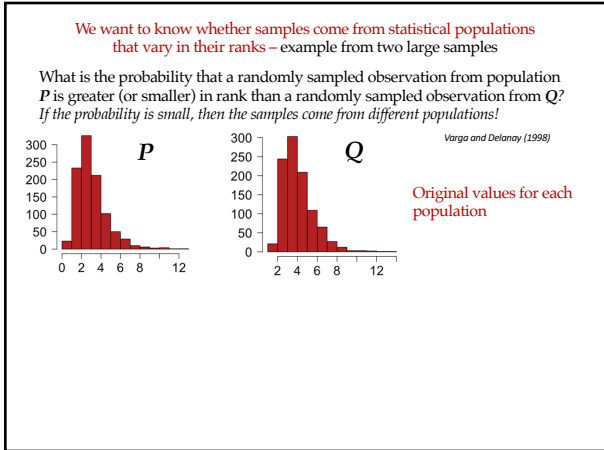 We want to know whether samples come from statistical populations
that vary in their ranks – example from two large samples
What is the probability that a randomly sampled observation from population
P is greater (or smaller) in rank than a randomly sampled observation from Q?
If the probability is small, then the samples come from different populations!
Varga and Delanay (1998)
P
300
250
200
150
100
50
0
0 2 4 6 8 12
Q
300
250
200
150
100
50
0
2 4 6 8 12
Original values for each
population